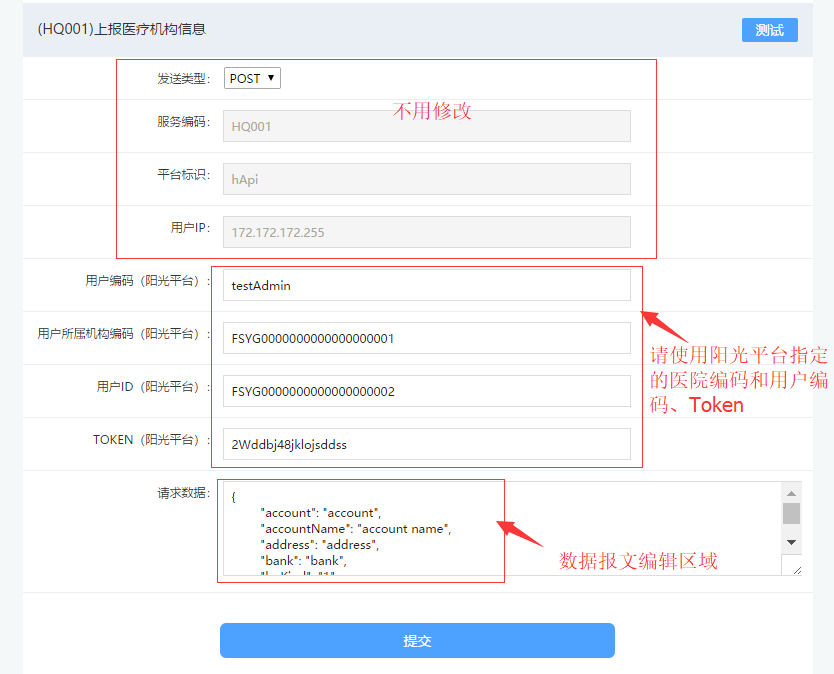 (HQ001)上报医疗机构信息
测试
发送类型:
POST
不用修改
服务编码:
HQ001
平台标识:
hApi
用户IP:
172.172.172.255
用户编码（阳光平台）:
testAdmin
用户所属机构编码（阳光平台）:
FSYG0000000000000000001
请使用阳光平台指定
的医院编码和用户编
码、Token
用户ID（阳光平台）:
FSYG0000000000000000002
TOKEN（阳光平台）:
2Wddbj48jklojsddss
请求数据:
{
"account": "account",
"accountName": "account name",
"address": "address",
"bank": "bank",
数据报文编辑区域
提交